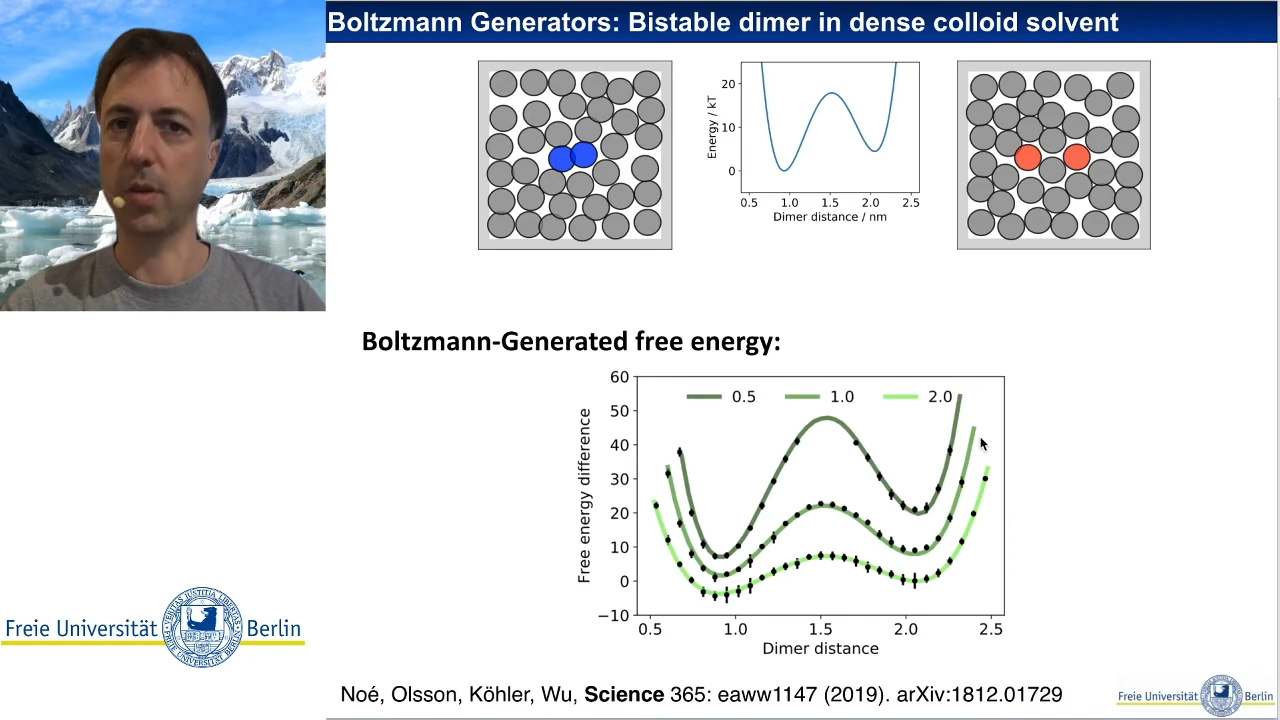 Boltzmann Generators: Bistable dimer in dense colloid solvent
Energy / kT
20
10
0
0.5 1.0 1.5 2.0 2.5
Dimer distance / nm
Boltzmann-Generated free energy:
Free energy difference
60
50
40
30
20
10
0
−10
0.5 1.0 2.0
0.5 1.0 1.5 2.0 2.5
Dimer distance
Freie Universität Berlin
Noé, Olsson, Köhler, Wu, Science 365: eaww1147 (2019). arXiv:1812.01729
Freie Universität Berlin